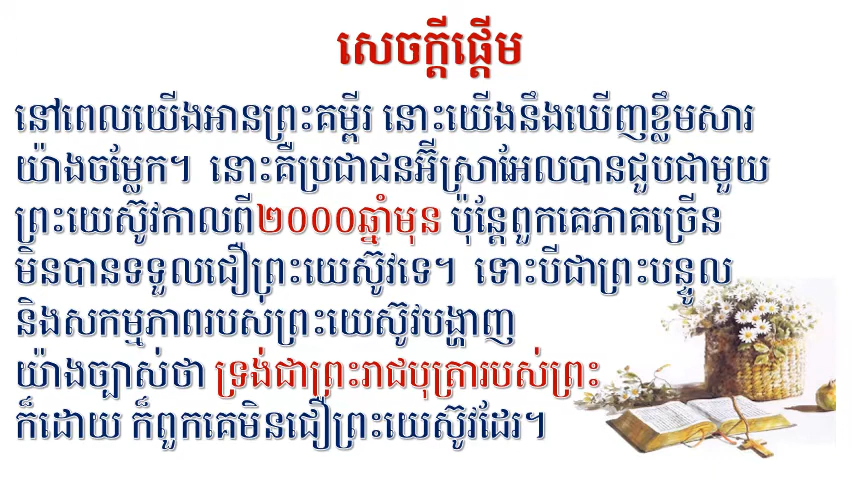 សេចក្ដីផ្ដើម
នៅពេលយើងអានព្រះគម្ពីរ នោះយើងនឹងឃើញខ្លឹមសារ
យ៉ាងចម្លែក។ នោះគឺប្រជាជនអ៊ីស្រាអែលបានជួបជាមួយ
ព្រះយេស៊ូវកាលពី២០០០ឆ្នាំមុន ប៉ុន្តែពួកគេភាគច្រើន
មិនបានទទួលជឿព្រះយេស៊ូវទេ។ ទោះបីជាព្រះបន្ទូល
និងសកម្មភាពរបស់ព្រះយេស៊ូវបង្ហាញ
យ៉ាងច្បាស់ថា ទ្រង់ជាព្រះរាជបុត្រារបស់ព្រះ
ក៏ដោយ ក៏ពួកគេមិនជឿព្រះយេស៊ូវដែរ។